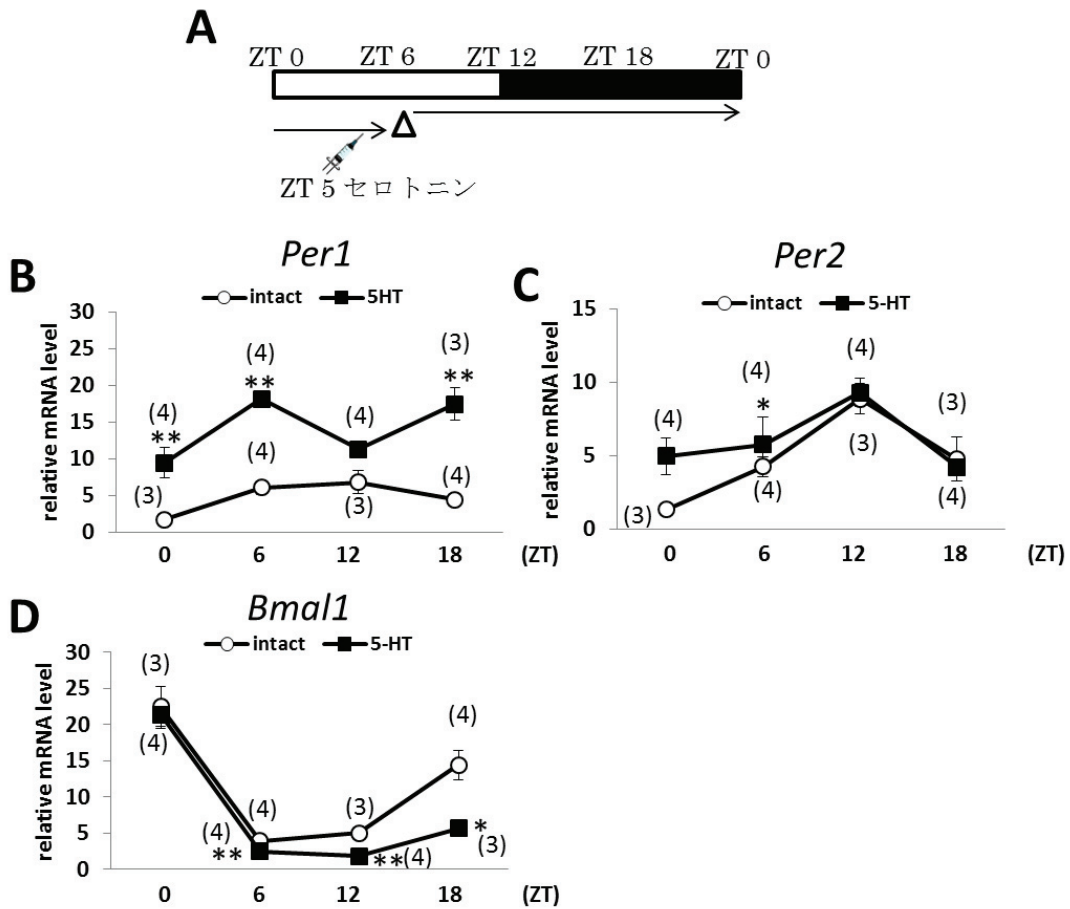 A
ZT 0 ZT 6 ZT 12 ZT 18 ZT 0
Δ
ZT 5 セロトニン
B
Per1
intact 5HT
relative mRNA level
30
25
20
15
10
5
0
(4)
**
(4)
**
(4)
(3)
**
(3)
(4)
(3)
(4)
0 6 12 18 (ZT)
C
Per2
intact 5-HT
relative mRNA level
15
10
5
0
(4)
(4)
*
(4)
(3)
(3)
(4)
(3)
(4)
0 6 12 18 (ZT)
D
Bmal1
intact 5-HT
relative mRNA level
30
25
20
15
10
5
0
(3)
(4)
(4)
(3)
(4)
(4)
**
**(4)
*
(3)
0 6 12 18 (ZT)